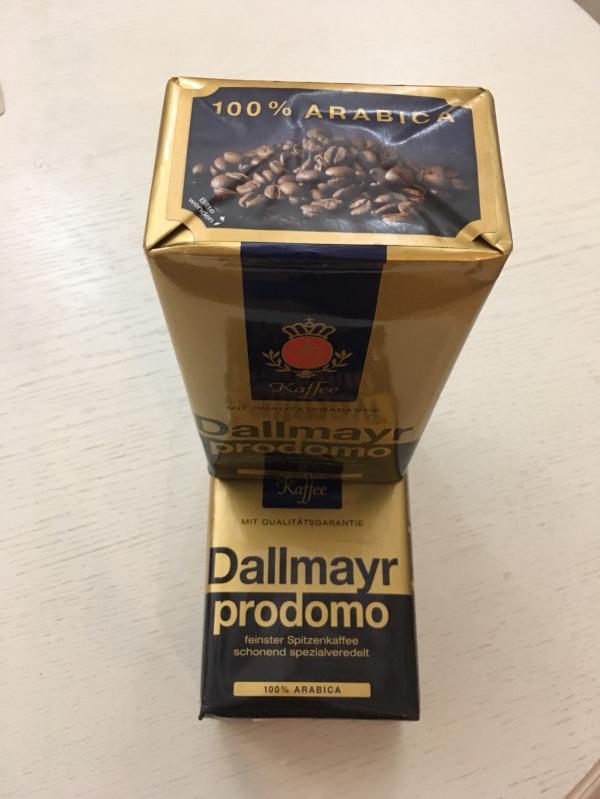 100% ARABICA
Bitte
wenden
Kaffee
MIT QUALITÄTSGARANTIE
Dallmayr
prodomo
Kaffee
MIT QUALITÄTSGARANTIE
Dallmayr
prodomo
feinster Spitzenkaffee
schonend spezialveredelt
100% ARABICA